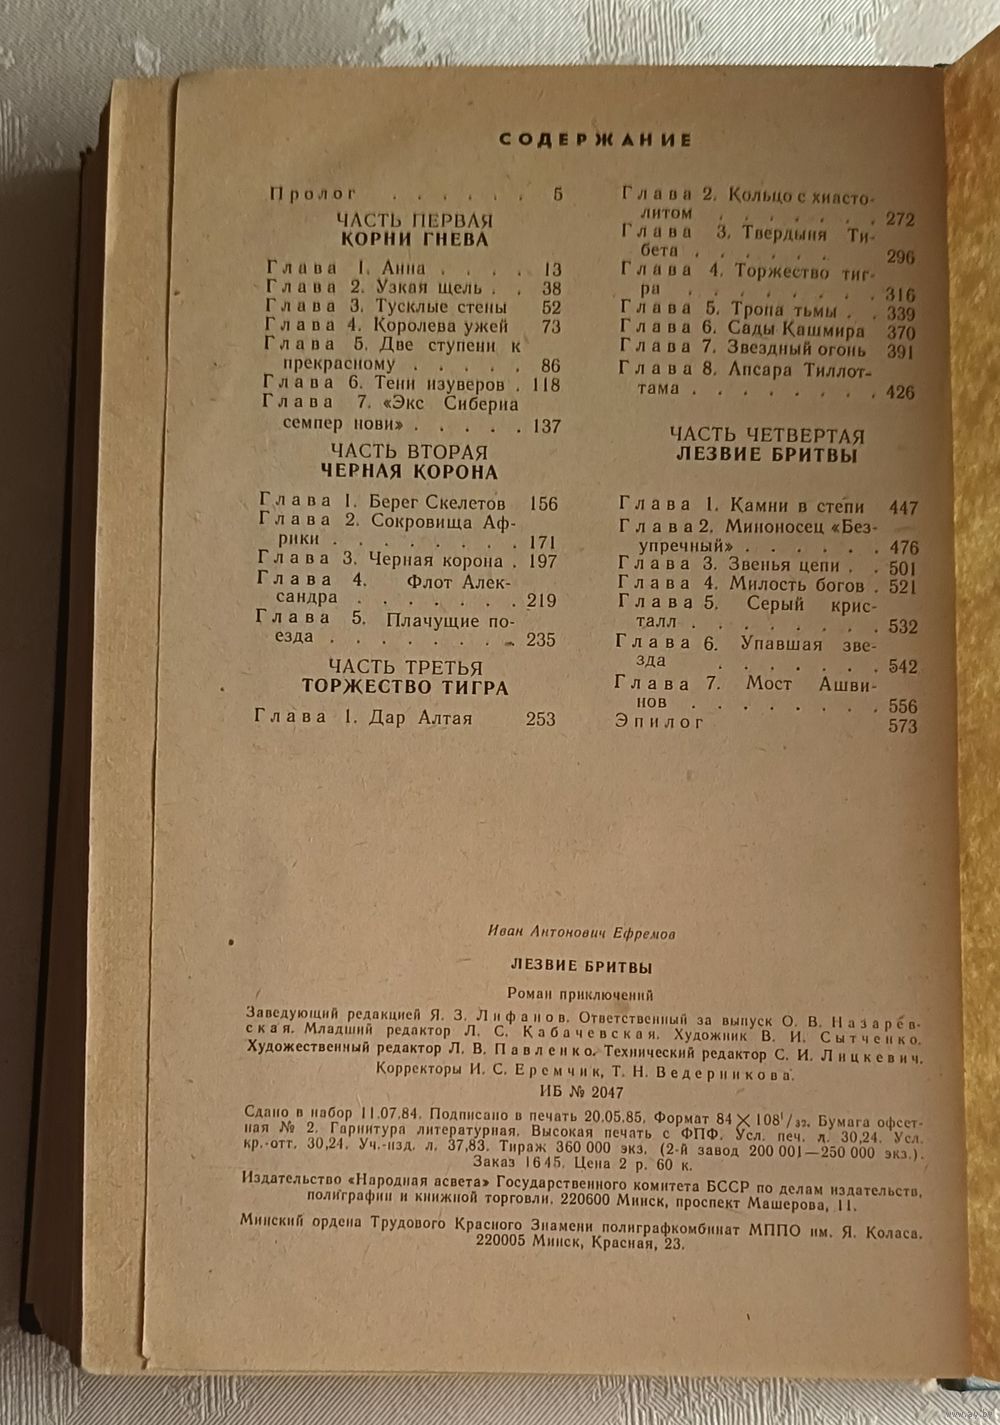 СОДЕРЖАНИЕ
Пролог . . . . . . 5
ЧАСТЬ ПЕРВАЯ
КОРНИ ГНЕВА
Глава 1. Анна . . . . 13
Глава 2. Узкая щель . . 38
Глава 3. Тусклые стены 52
Глава 4. Королева ужей 73
Глава 5. Две ступени к
прекрасному . . . . . 86
Глава 6. Тени изуверов . 118
Глава 7. «Экс Сибериа
семпер нови» . . . . . 137
ЧАСТЬ ВТОРАЯ
ЧЕРНАЯ КОРОНА
Глава 1. Берег Скелетов 156
Глава 2. Сокровища Аф-
рики . . . . . . . . 171
Глава 3. Черная корона . 197
Глава 4. Флот Алек-
сандра . . . . . . . 219
Глава 5. Плачущие по-
езда . . . . . . . . 235
ЧАСТЬ ТРЕТЬЯ
ТОРЖЕСТВО ТИГРА
Глава 1. Дар Алтая 253
Глава 2. Кольцо с хиасто-
литом . . . . . . . 272
Глава 3. Твердыня Ти-
бета . . . . . . 296
Глава 4. Торжество тиг-
ра . . . . . . . . 316
Глава 5. Тропа тьмы . . 339
Глава 6. Сады Кашмира 370
Глава 7. Звездный огонь 391
Глава 8. Апсара Тиллот-
тама . . . . . . . . 426
ЧАСТЬ ЧЕТВЕРТАЯ
ЛЕЗВИЕ БРИТВЫ
Глава 1. Камни в степи 447
Глава 2. Миноносец «Без-
упречный» . . . . . . 476
Глава 3. Звенья цепи . . 501
Глава 4. Милость богов . 521
Глава 5. Серый крис-
талл . . . . . . . . 532
Глава 6. Упавшая зве-
зда . . . . . . . 542
Глава 7. Мост Ашви-
нов . . . . . . . . 556
Эпилог 573
Иван Антонович Ефремов
ЛЕЗВИЕ БРИТВЫ
Роман приключений
Заведующий редакцией Я. З. Лифанов. Ответственный за выпуск О. В. Назарев-
ская. Младший редактор Л. С. Кабачевская. Художник В. И. Сытченко.
Художественный редактор Л. В. Павленко. Технический редактор С. И. Лицкевич.
Корректоры И. С. Еремчик, Т. Н. Ведерникова.
ИБ № 2047
Сдано в набор 11.07.84. Подписано в печать 20.05.85. Формат 84×108¹/₃₂. Бумага офсет-
ная № 2. Гарнитура литературная. Высокая печать с ФПФ. Усл. печ. л. 30,24. Усл.
кр.-отт. 30,24. Уч.-изд. л. 37,83. Тираж 360 000 экз. (2-й завод 200 001—250 000 экз.).
Заказ 1645. Цена 2 р. 60 к.
Издательство «Народная асвета» Государственного комитета БССР по делам издательств,
полиграфии и книжной торговли. 220600 Минск, проспект Машерова, 11.
Минский ордена Трудового Красного Знамени полиграфкомбинат МППО им. Я. Коласа.
220005 Минск, Красная, 23.
www.ay.by